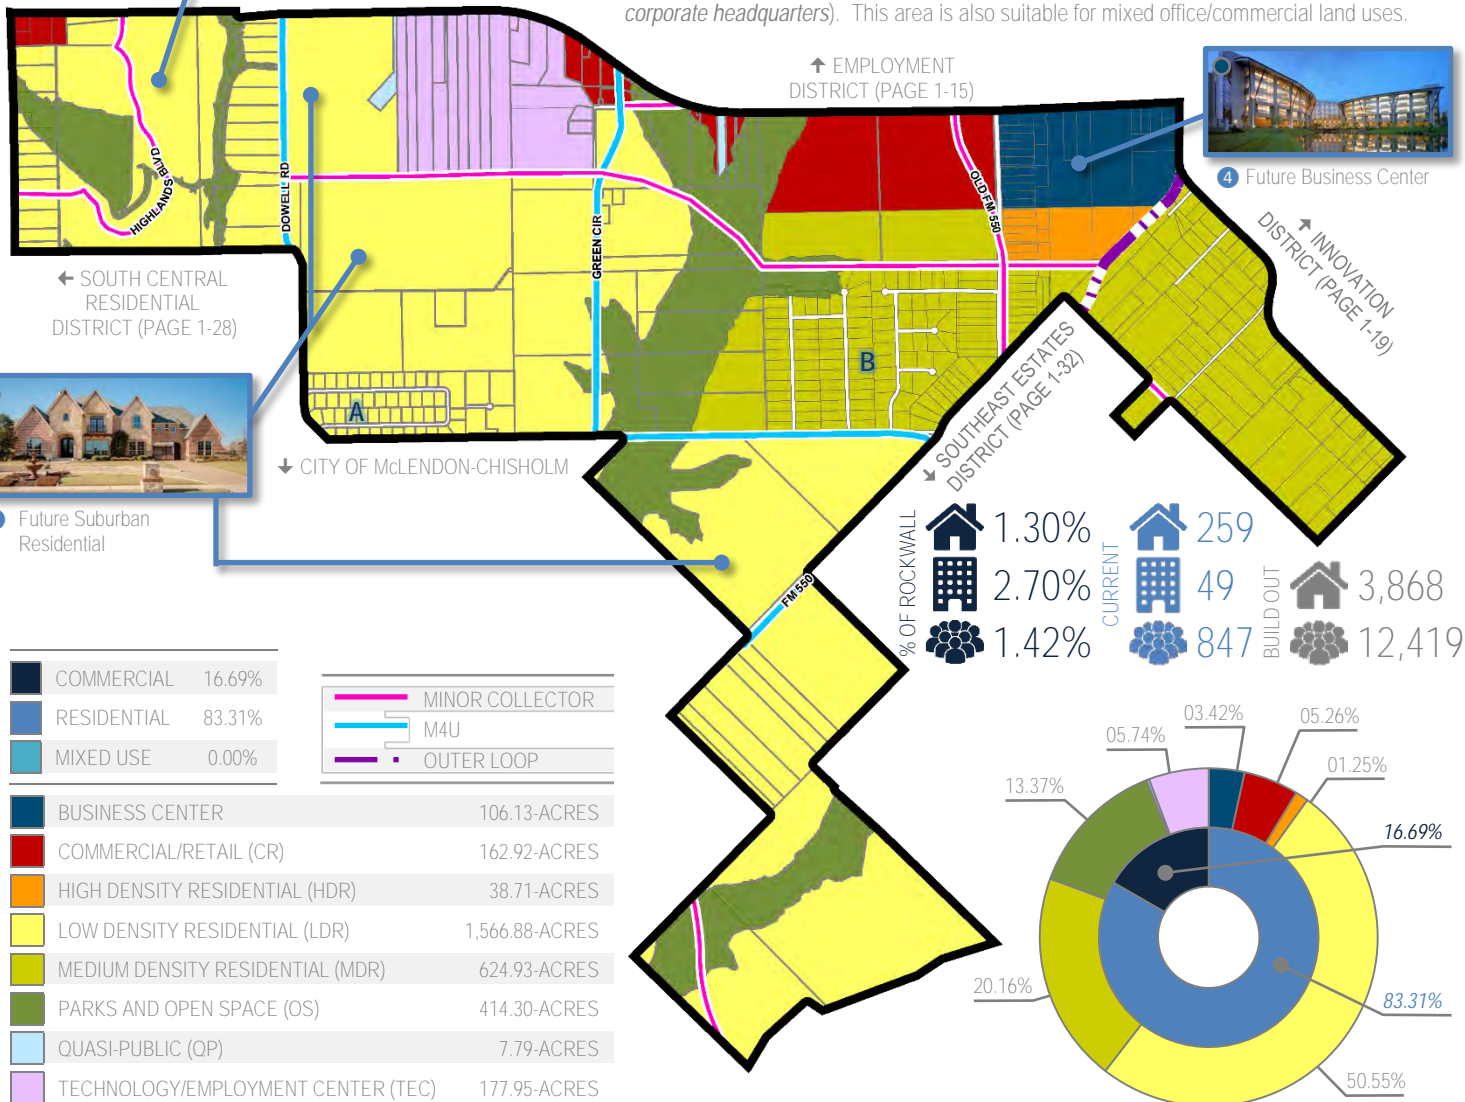 corporate headquarters). This area is also suitable for mixed office/commercial land uses.
↑ EMPLOYMENT
DISTRICT (PAGE 1-15)
4 Future Business Center
↗ INNOVATION
DISTRICT (PAGE 1-19)
HIGHLANDS BLVD
DOWELL RD
GREEN CIR
OLD FM 550
← SOUTH CENTRAL
RESIDENTIAL
DISTRICT (PAGE 1-28)
A
B
↘ SOUTHEAST ESTATES
DISTRICT (PAGE 1-32)
↓ CITY OF McLENDON-CHISHOLM
Future Suburban
Residential
FM 550
% OF ROCKWALL
1.30%
2.70%
1.42%
CURRENT
259
49
847
BUILD OUT
3,868
12,419
COMMERCIAL 16.69%
RESIDENTIAL 83.31%
MIXED USE 0.00%
MINOR COLLECTOR
M4U
OUTER LOOP
BUSINESS CENTER 106.13-ACRES
COMMERCIAL/RETAIL (CR) 162.92-ACRES
HIGH DENSITY RESIDENTIAL (HDR) 38.71-ACRES
LOW DENSITY RESIDENTIAL (LDR) 1,566.88-ACRES
MEDIUM DENSITY RESIDENTIAL (MDR) 624.93-ACRES
PARKS AND OPEN SPACE (OS) 414.30-ACRES
QUASI-PUBLIC (QP) 7.79-ACRES
TECHNOLOGY/EMPLOYMENT CENTER (TEC) 177.95-ACRES
03.42%
05.26%
05.74%
01.25%
13.37%
16.69%
20.16%
83.31%
50.55%